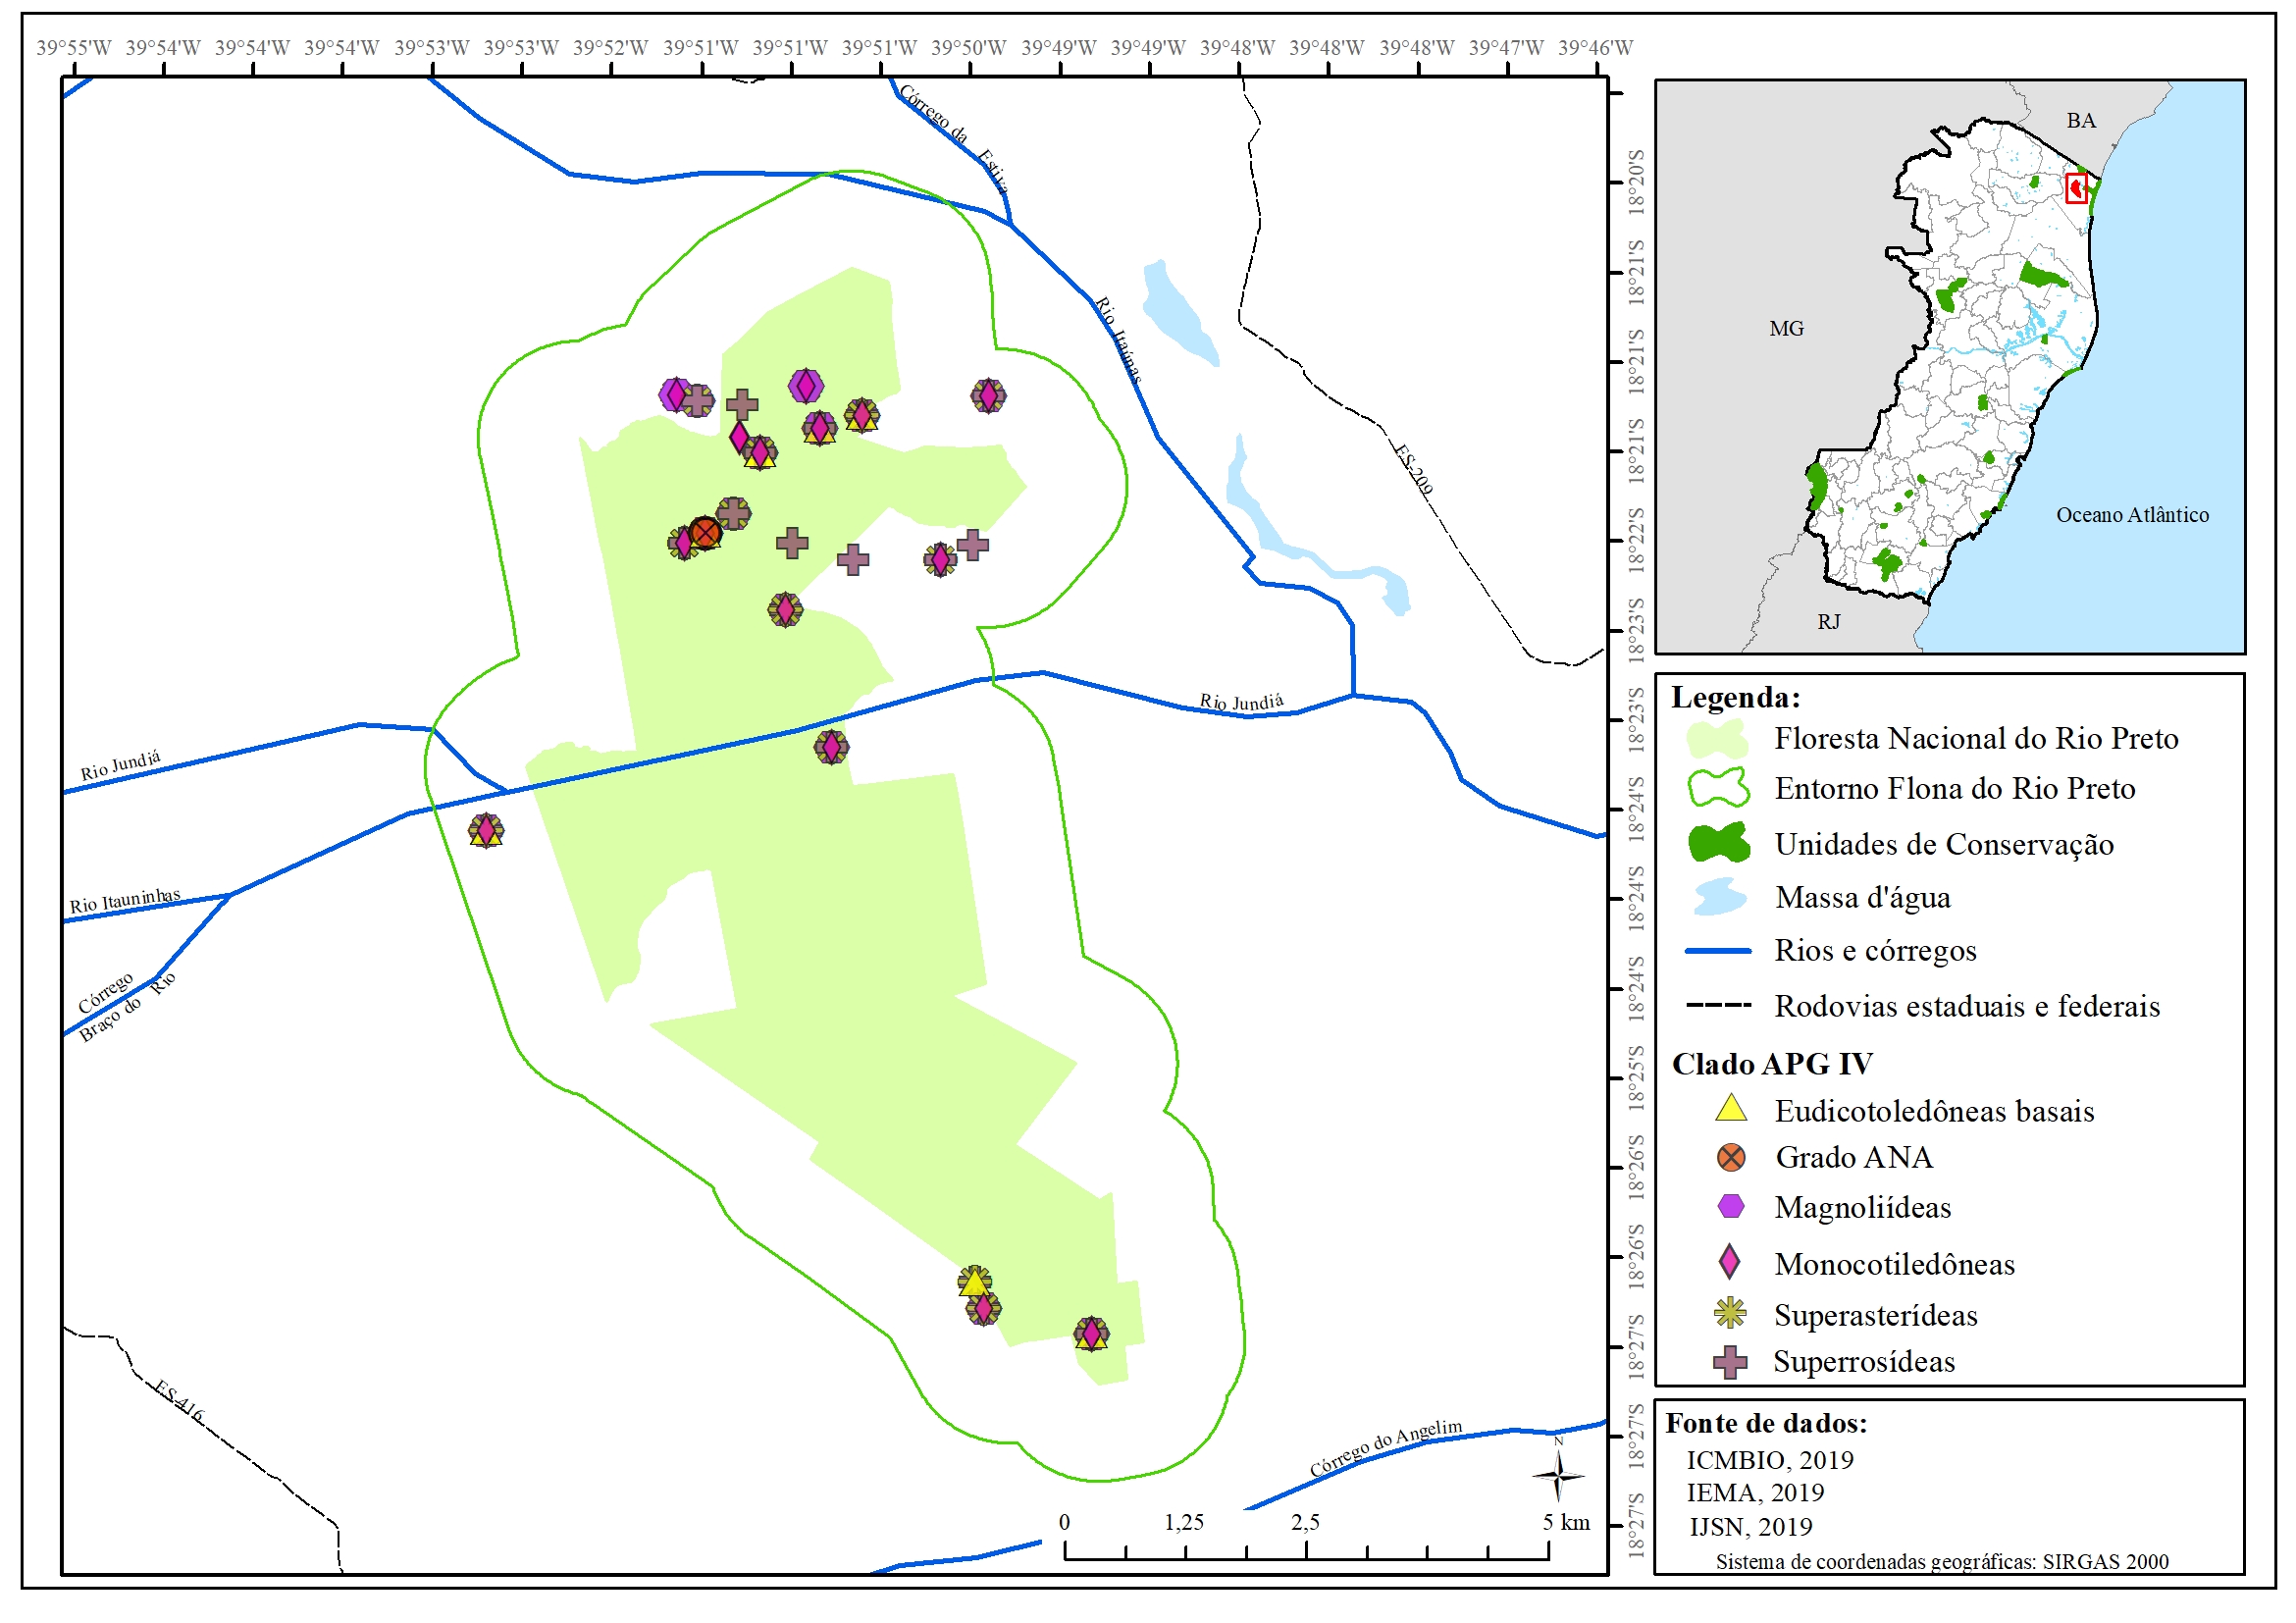 39°55'W 39°54'W 39°54'W 39°54'W 39°53'W 39°53'W 39°52'W 39°51'W 39°51'W 39°51'W 39°50'W 39°49'W 39°49'W 39°48'W 39°48'W 39°48'W 39°47'W 39°46'W
18°20'S
18°21'S
18°21'S
18°21'S
18°22'S
18°23'S
18°23'S
18°24'S
18°24'S
18°24'S
18°25'S
18°26'S
18°26'S
18°27'S
18°27'S
18°27'S
Córrego da Estiva
Rio Itaúnas
ES-209
Rio Jundiá
Rio Jundiá
Rio Itauninhas
Córrego
Braço do Rio
ES-416
Córrego do Angelim
N
0 1,25 2,5 5 km
BA
MG
Oceano Atlântico
RJ
Legenda:
Floresta Nacional do Rio Preto
Entorno Flona do Rio Preto
Unidades de Conservação
Massa d'água
Rios e córregos
Rodovias estaduais e federais
Clado APG IV
Eudicotoledôneas basais
Grado ANA
Magnoliídeas
Monocotiledôneas
Superasterídeas
Superrosídeas
Fonte de dados:
ICMBIO, 2019
IEMA, 2019
IJSN, 2019
Sistema de coordenadas geográficas: SIRGAS 2000